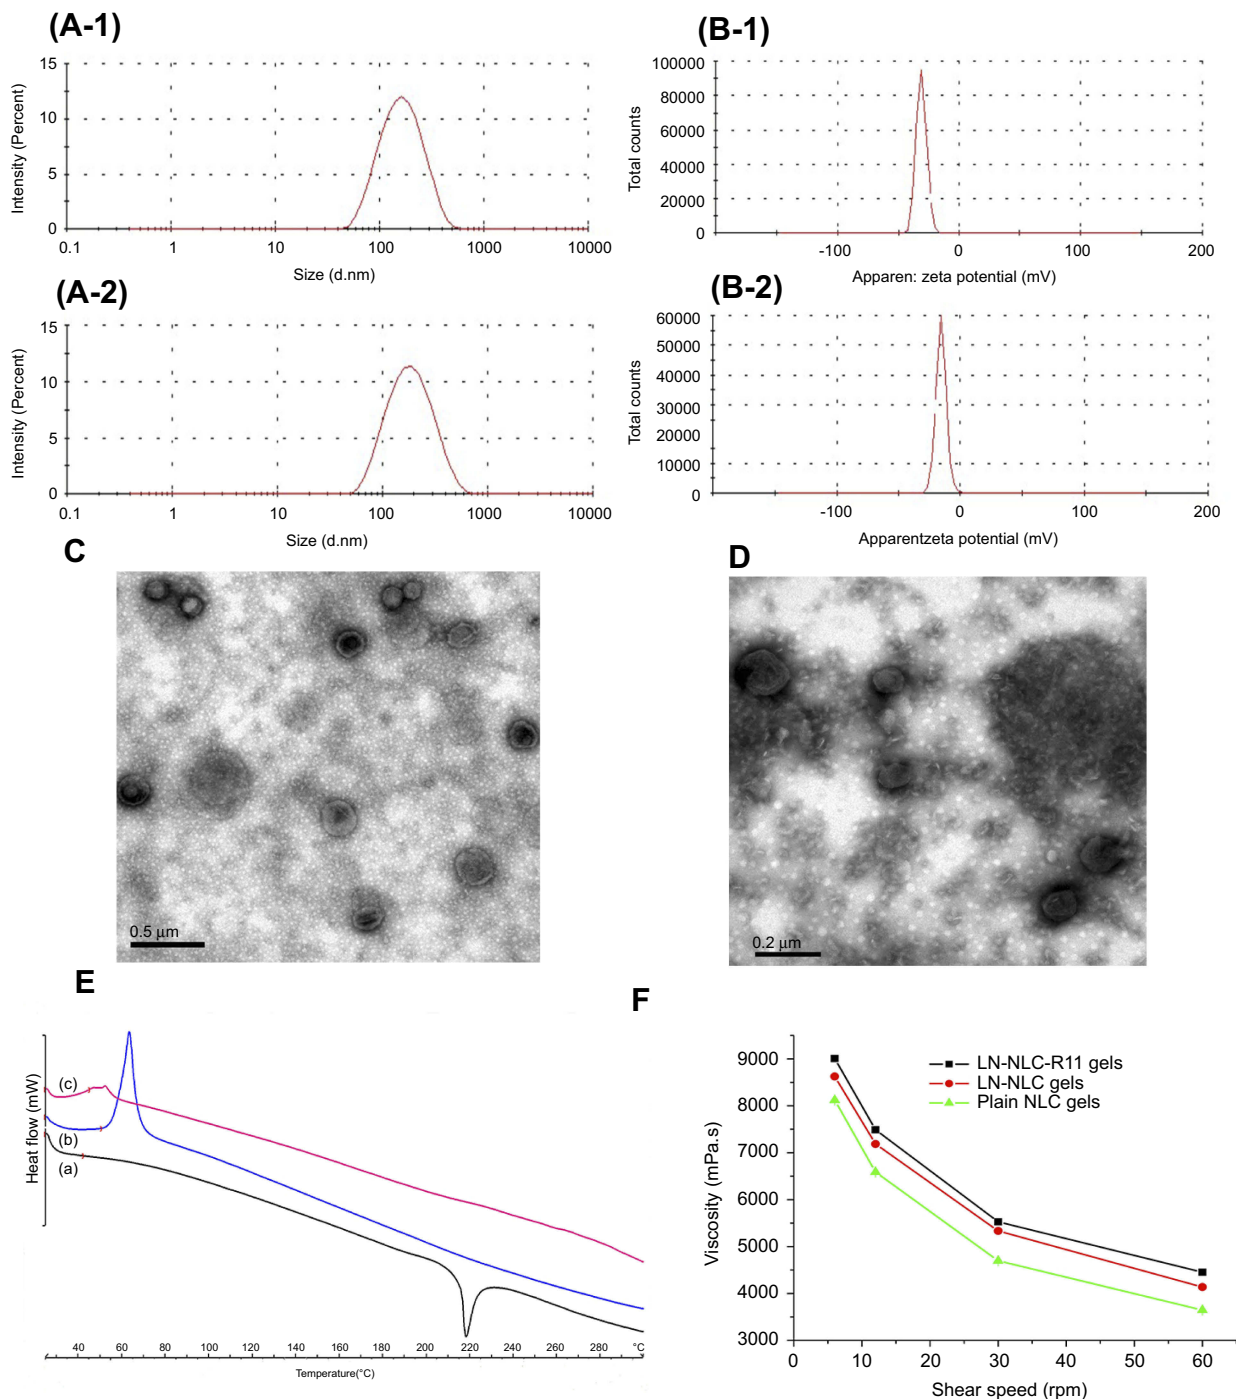 (A-1)
15
10
5
0
Intensity (Percent)
0.1 1 10 100 1000 10000
Size (d.nm)
(B-1)
100000
80000
60000
40000
20000
0
Total counts
-100 0 100 200
Apparen: zeta potential (mV)
(A-2)
15
10
5
0
Intensity (Percent)
0.1 1 10 100 1000 10000
Size (d.nm)
(B-2)
60000
50000
40000
30000
20000
10000
0
Total counts
-100 0 100 200
Apparentzeta potential (mV)
C
0.5 μm
D
0.2 μm
E
Heat flow (mW)
(c)
(b)
(a)
40 60 80 100 120 140 160 180 200 220 240 260 280 °C
Temperature(°C)
F
9000
8000
7000
6000
5000
4000
3000
Viscosity (mPa.s)
LN-NLC-R11 gels
LN-NLC gels
Plain NLC gels
0 10 20 30 40 50 60
Shear speed (rpm)